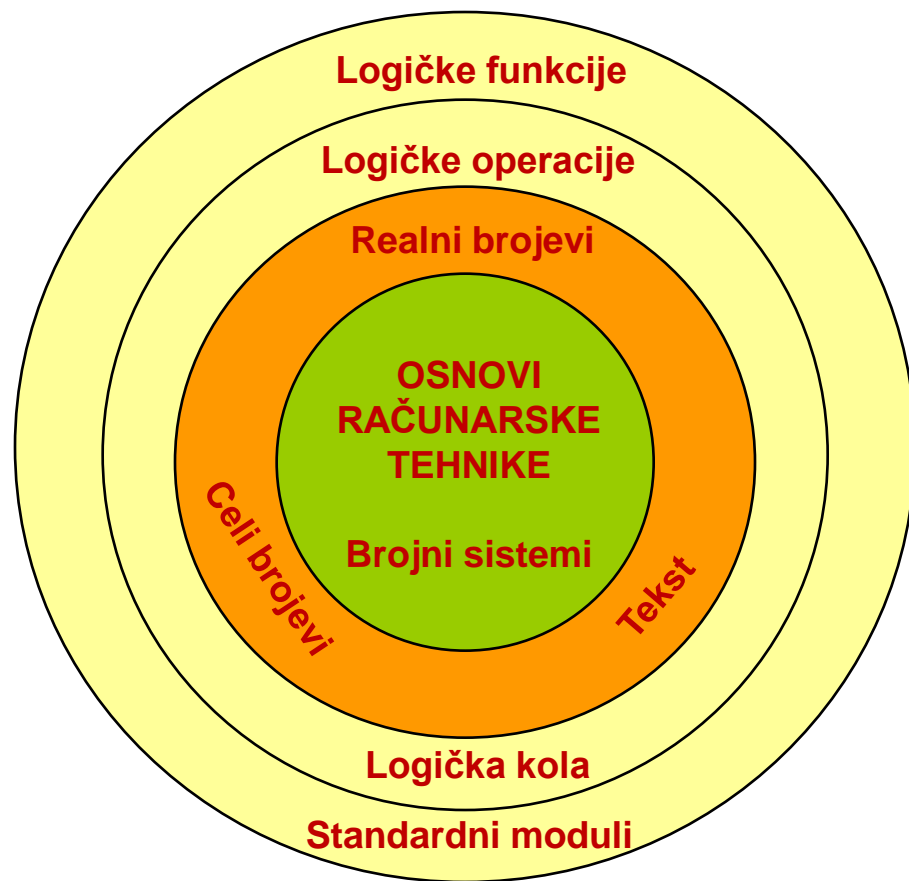 Logičke funkcije
Logičke operacije
Realni brojevi
OSNOVI
RAČUNARSKE
TEHNIKE
Brojni sistemi
Celi brojevi
Tekst
Logička kola
Standardni moduli